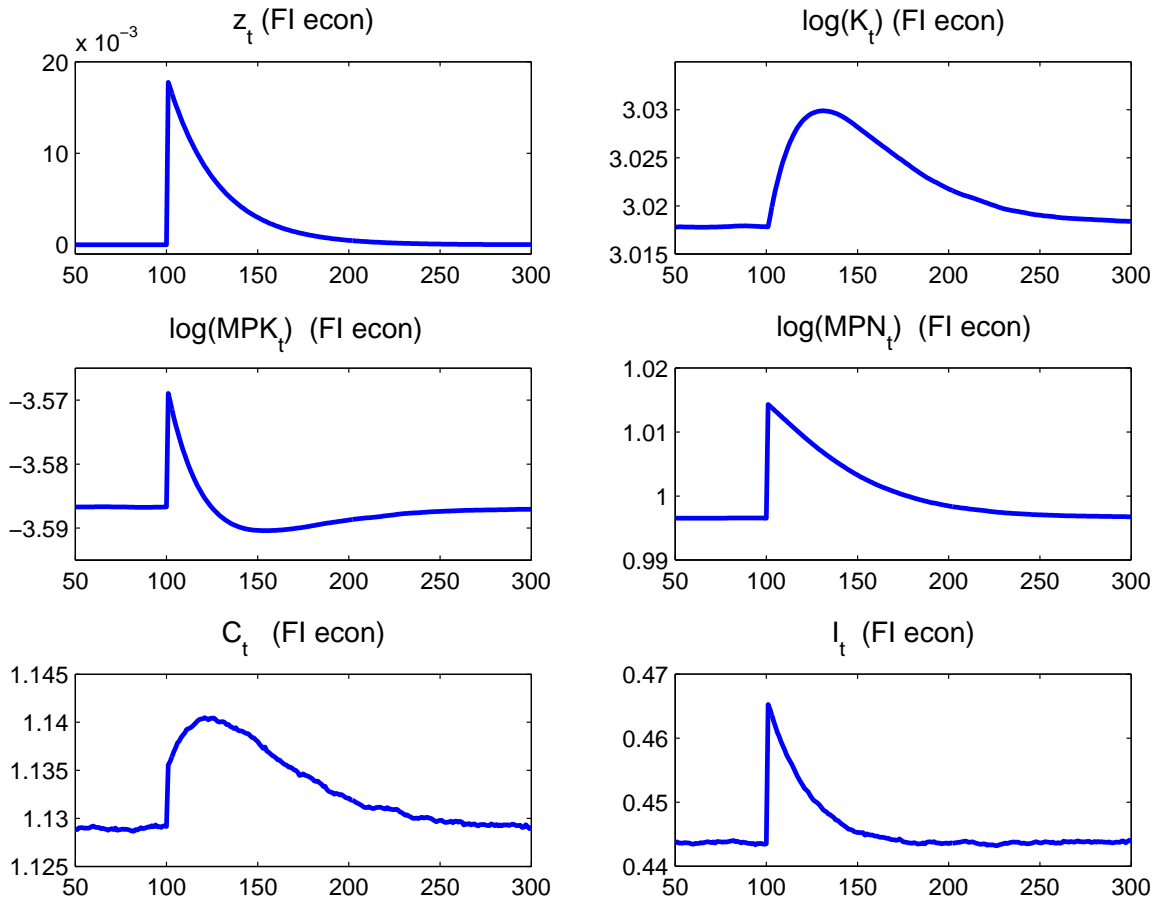 z_t (FI econ)
x 10^−3
20
10
0
50 100 150 200 250 300
log(K_t) (FI econ)
3.03
3.025
3.02
3.015
50 100 150 200 250 300
log(MPK_t) (FI econ)
−3.57
−3.58
−3.59
50 100 150 200 250 300
log(MPN_t) (FI econ)
1.02
1.01
1
0.99
50 100 150 200 250 300
C_t (FI econ)
1.145
1.14
1.135
1.13
1.125
50 100 150 200 250 300
I_t (FI econ)
0.47
0.46
0.45
0.44
50 100 150 200 250 300